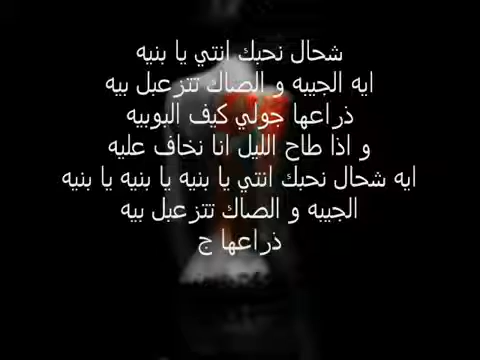 شحال نحبك انتي يا بنيه
ايه الجيبه و الصاك تتزعبل بيه
ذراعها جولي كيف البوبيه
و اذا طاح الليل انا نخاف عليه
ايه شحال نحبك انتي يا بنيه يا بنيه يا بنيه
الجيبه و الصاك تتزعبل بيه
ذراعها ج